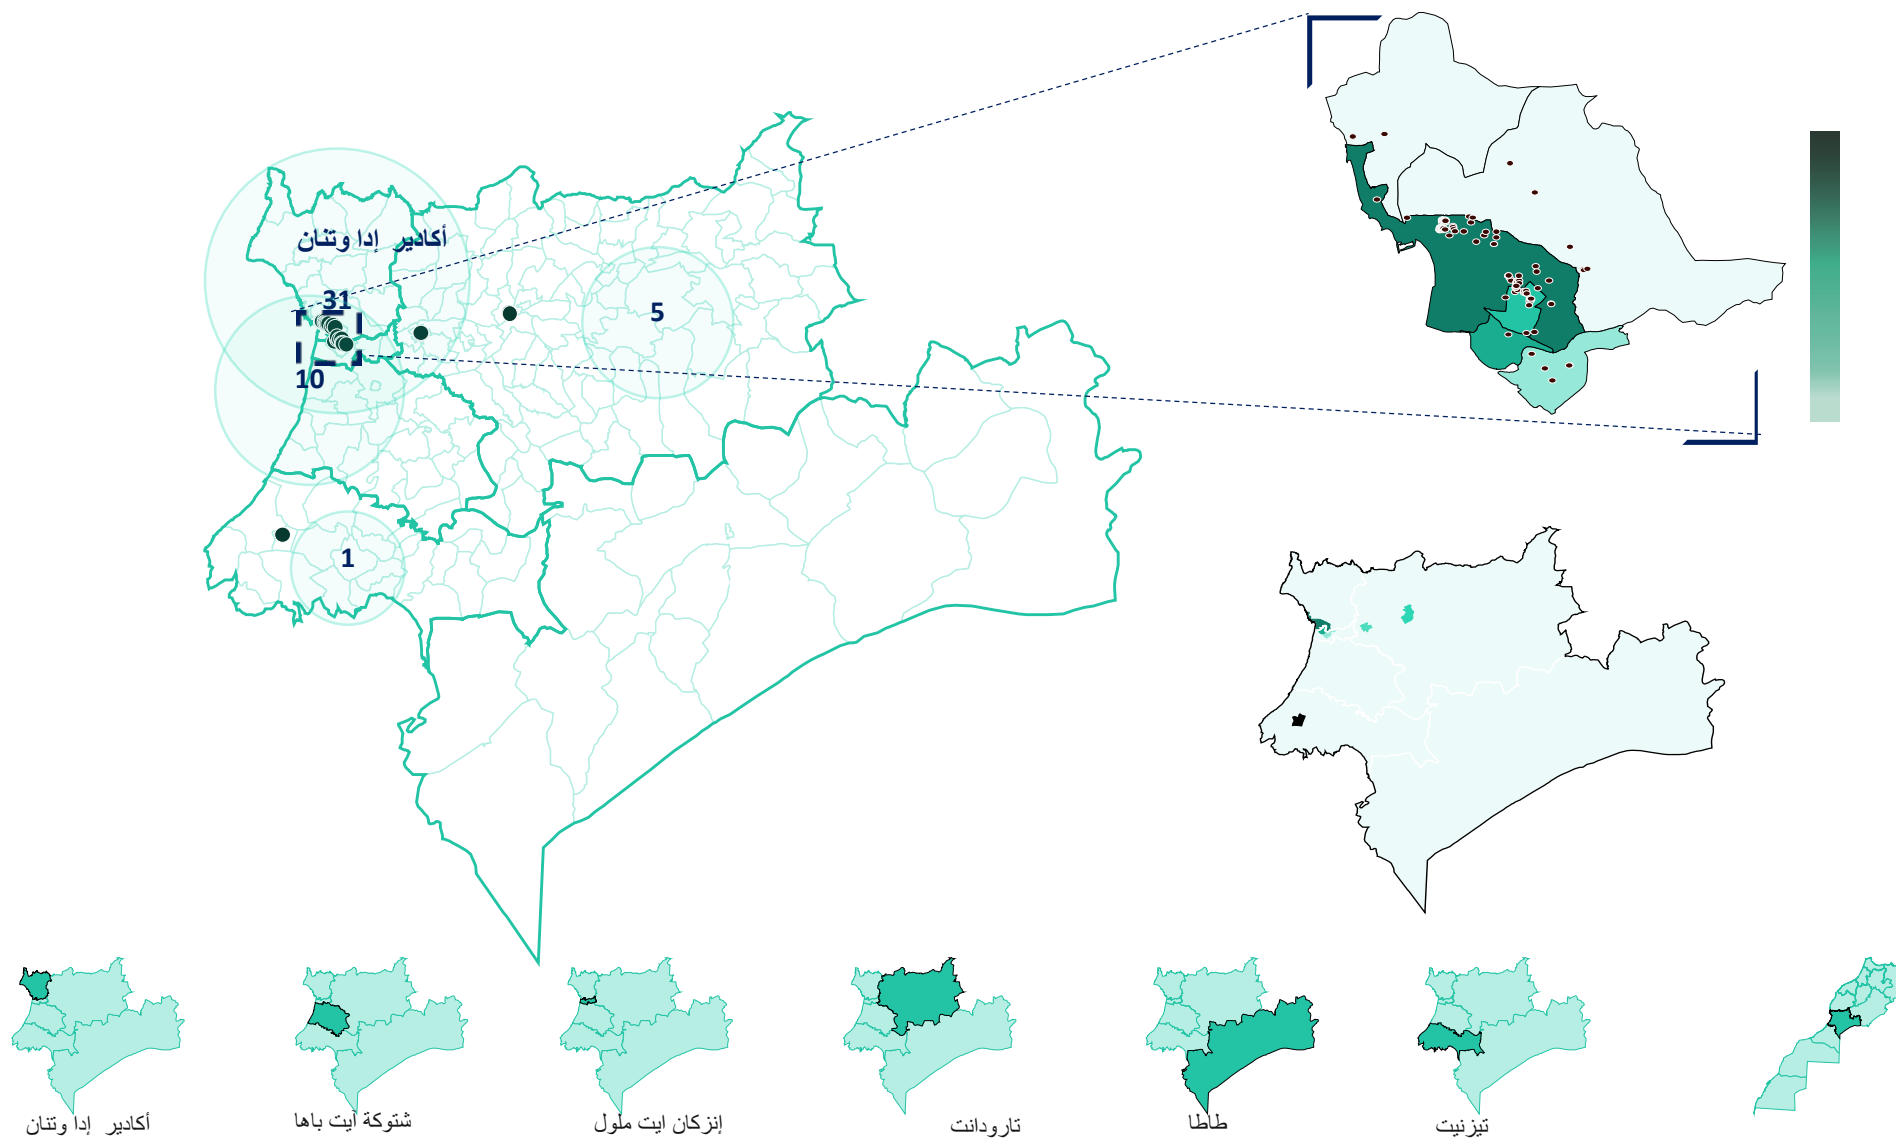 أكادير إدا وتنان
31
5
10
1
أكادير إدا وتنان
شتوكة آيت باها
إنزكان ايت ملول
تارودانت
طاطا
تيزنيت